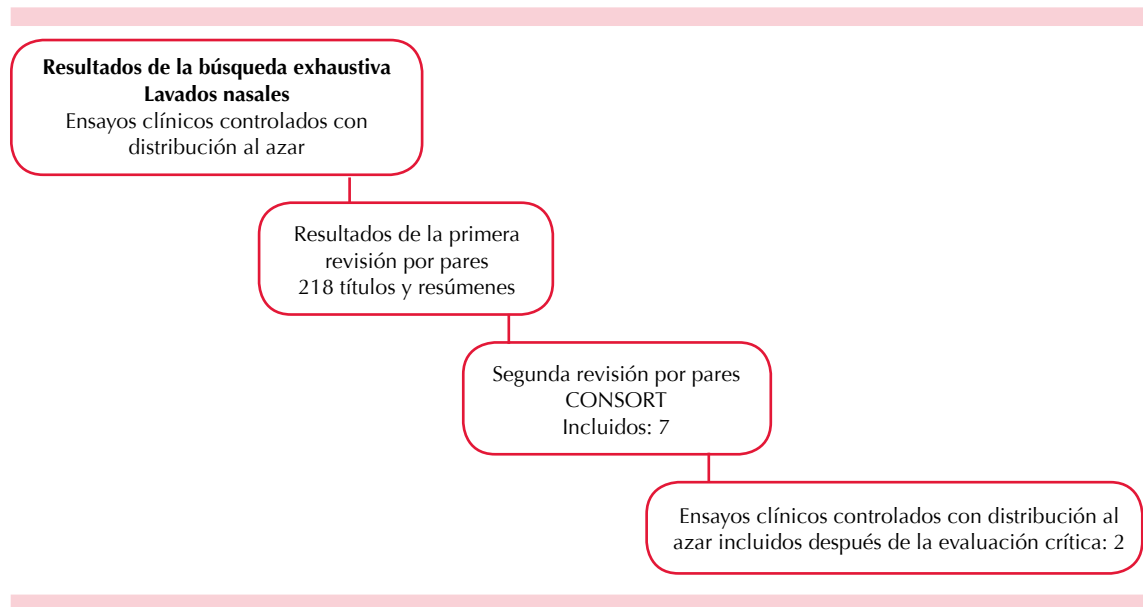 Resultados de la búsqueda exhaustiva
Lavados nasales
Ensayos clínicos controlados con
distribución al azar
Resultados de la primera
revisión por pares
218 títulos y resúmenes
Segunda revisión por pares
CONSORT
Incluidos: 7
Ensayos clínicos controlados con distribución al
azar incluidos después de la evaluación crítica: 2